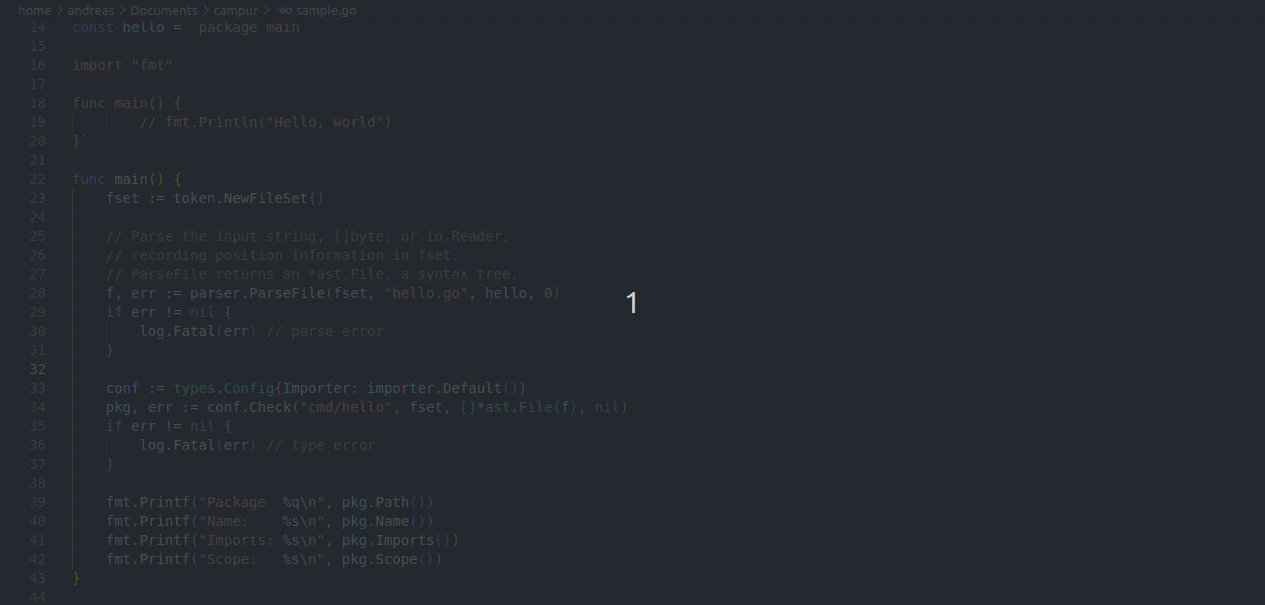 home > andreas > Documents > campur > sample.go
14 const hello = `package main
15
16 import "fmt"
17
18 func main() {
19         // fmt.Println("Hello, world")
20 }`
21
22 func main() {
23     fset := token.NewFileSet()
24
25     // Parse the input string, []byte, or io.Reader,
26     // recording position information in fset.
27     // ParseFile returns an *ast.File, a syntax tree.
28     f, err := parser.ParseFile(fset, "hello.go", hello, 0)
29     if err != nil {
30         log.Fatal(err) // parse error
31     }
32
33     conf := types.Config{Importer: importer.Default()}
34     pkg, err := conf.Check("cmd/hello", fset, []*ast.File{f}, nil)
35     if err != nil {
36         log.Fatal(err) // type error
37     }
38
39     fmt.Printf("Package  %q\n", pkg.Path())
40     fmt.Printf("Name:    %s\n", pkg.Name())
41     fmt.Printf("Imports: %s\n", pkg.Imports())
42     fmt.Printf("Scope:   %s\n", pkg.Scope())
43 }
44
1